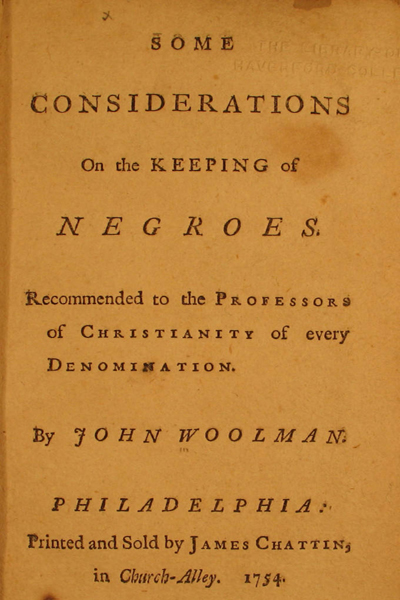 SOME
CONSIDERATIONS
On the KEEPING of
NEGROES.
Recommended to the PROFESSORS
of CHRISTIANITY of every
DENOMINATION.
By JOHN WOOLMAN.
PHILADELPHIA:
Printed and Sold by JAMES CHATTIN,
in Church-Alley. 1754.